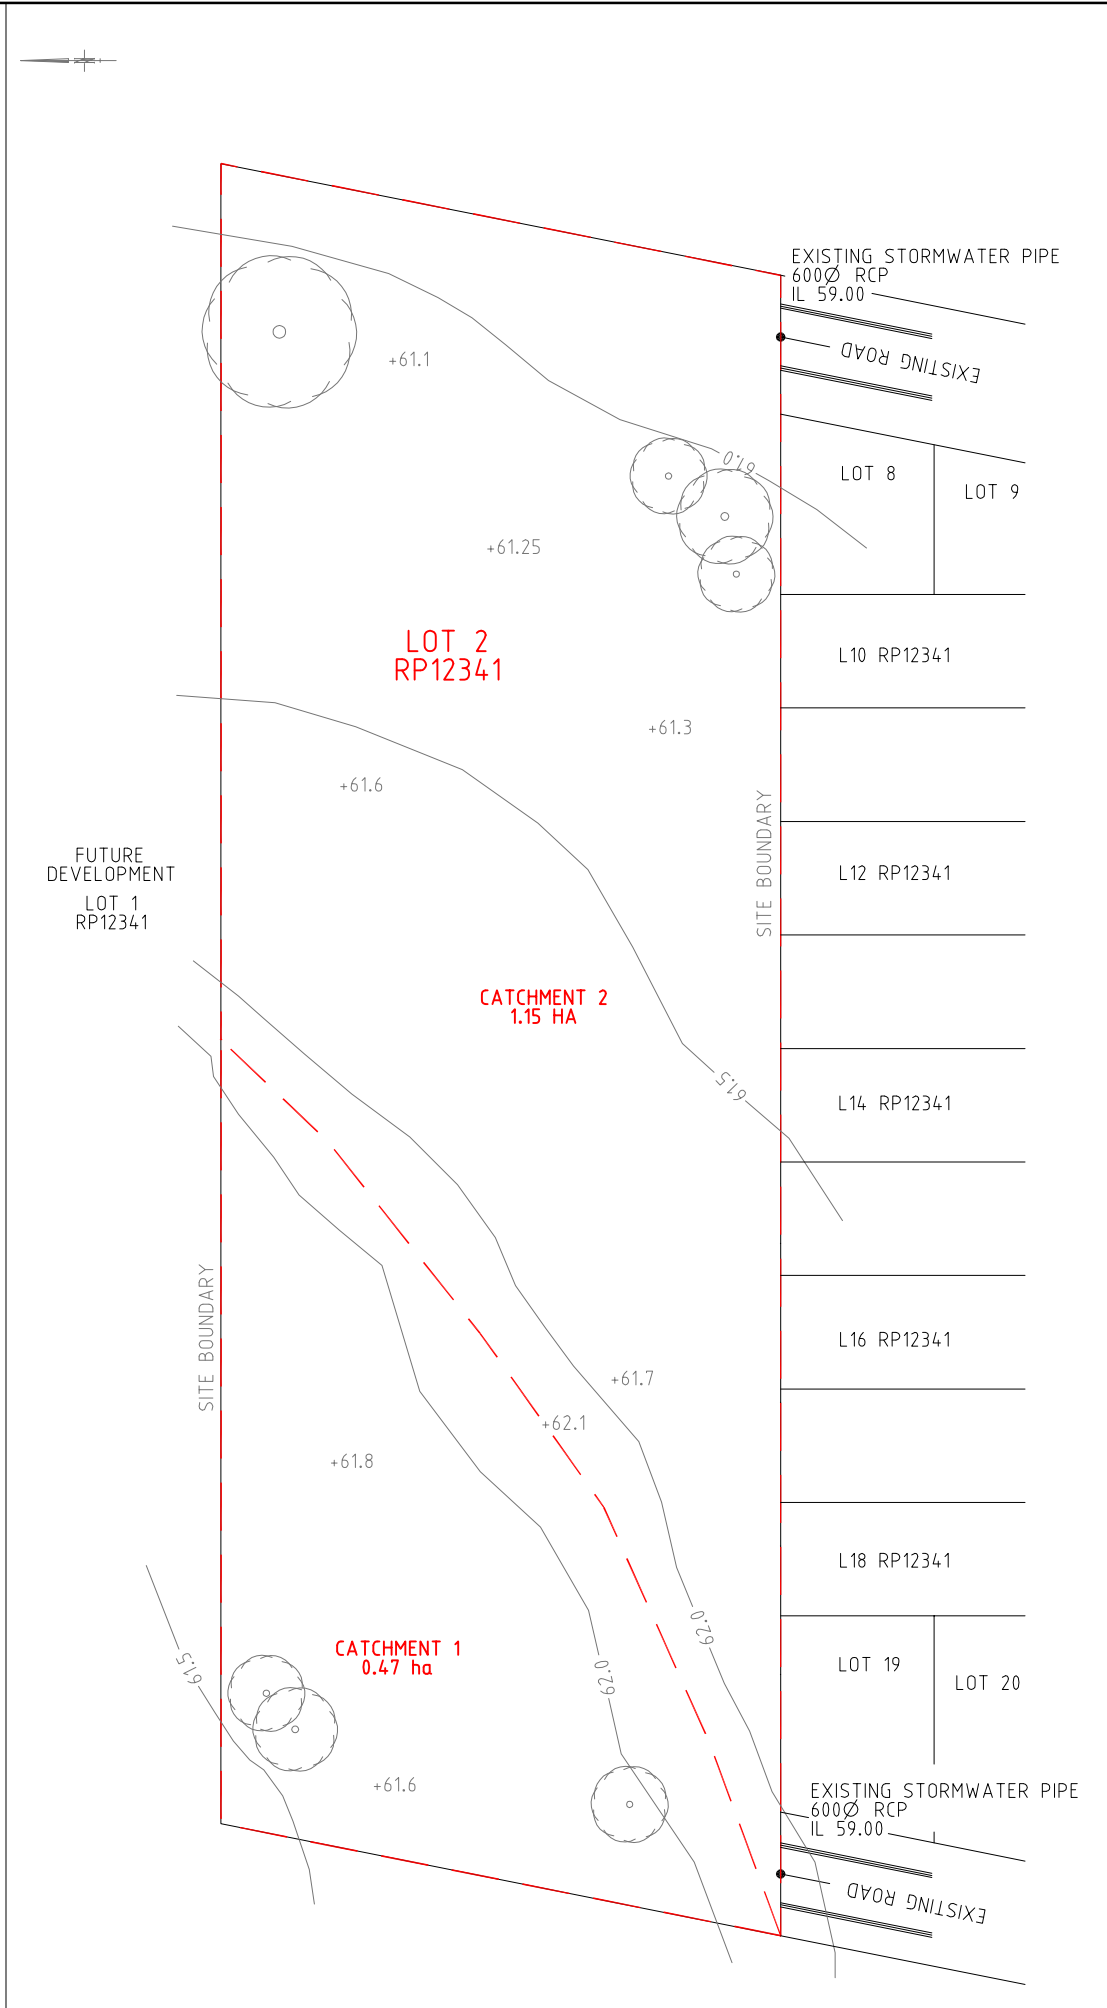 EXISTING STORMWATER PIPE
600Ø RCP
IL 59.00
EXISTING ROAD
+61.1
61.0
LOT 8
LOT 9
+61.25
LOT 2
RP12341
L10 RP12341
+61.3
+61.6
SITE BOUNDARY
FUTURE
DEVELOPMENT
LOT 1
RP12341
L12 RP12341
CATCHMENT 2
1.15 HA
61.5
L14 RP12341
SITE BOUNDARY
L16 RP12341
+61.7
+62.1
+61.8
L18 RP12341
62.0
CATCHMENT 1
0.47 ha
61.5
62.0
LOT 19
LOT 20
+61.6
EXISTING STORMWATER PIPE
600Ø RCP
IL 59.00
EXISTING ROAD